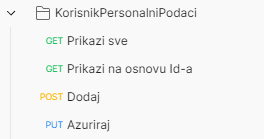 KorisnikPersonalniPodaci
GET Prikazi sve
GET Prikazi na osnovu Id-a
POST Dodaj
PUT Azuriraj